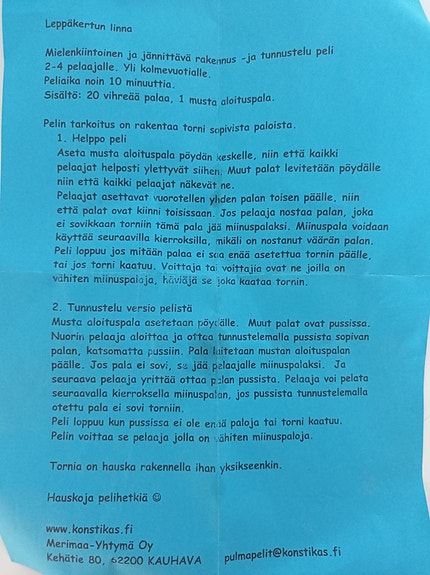 Leppäkertun linna
Mielenkiintoinen ja jännittävä rakennus -ja tunnustelu peli
2-4 pelaajalle. Yli kolmevuotialle.
Peliaika noin 10 minuuttia.
Sisältö: 20 vihreää palaa, 1 musta aloituspala.
Pelin tarkoitus on rakentaa torni sopivista paloista.
1. Helppo peli
Aseta musta aloituspala pöydän keskelle, niin että kaikki
pelaajat helposti ylettyvät siihen. Muut palat levitetään pöydälle
niin että kaikki pelaajat näkevät ne.
Pelaajat asettavat vuorotellen yhden palan toisen päälle, niin
että palat ovat kiinni toisissaan. Jos pelaaja nostaa palan, joka
ei sovikkaan torniin tämä pala jää miinuspalaksi. Miinuspala voidaan
käyttää seuraavilla kierroksilla, mikäli on nostanut väärän palan.
Peli loppuu jos mitään palaa ei saa enää asetettua tornin päälle,
tai jos torni kaatuu. Voittaja tai voittajia ovat ne joilla on
vähiten miinuspaloja, häviäjä se joka kaataa tornin.
2. Tunnustelu versio pelistä
Musta aloituspala asetetaan pöydälle. Muut palat ovat pussissa.
Nuorin pelaaja aloittaa ja ottaa tunnustelemalla pussista sopivan
palan, katsomatta pussiin. Pala laitetaan mustan aloituspalan
päälle. Jos pala ei sovi, se jää pelaajalle miinuspalaksi. Ja
seuraava pelaaja yrittää ottaa palan pussista. Pelaaja voi pelata
seuraavalla kierroksella miinuspalan, jos pussista tunnustelemalla
otettu pala ei sovi torniin.
Peli loppuu kun pussissa ei ole eniä paloja tai torni kaatuu.
Pelin voittaa se pelaaja jolla on vähiten miinuspaloja.
Tornia on hauska rakennella ihan yksikseenkin.
Hauskoja pelihetkiä ☺
www.konstikas.fi
Merimaa-Yhtymä Oy
Kehätie 80, 62200 KAUHAVA pulmapelit@konstikas.fi